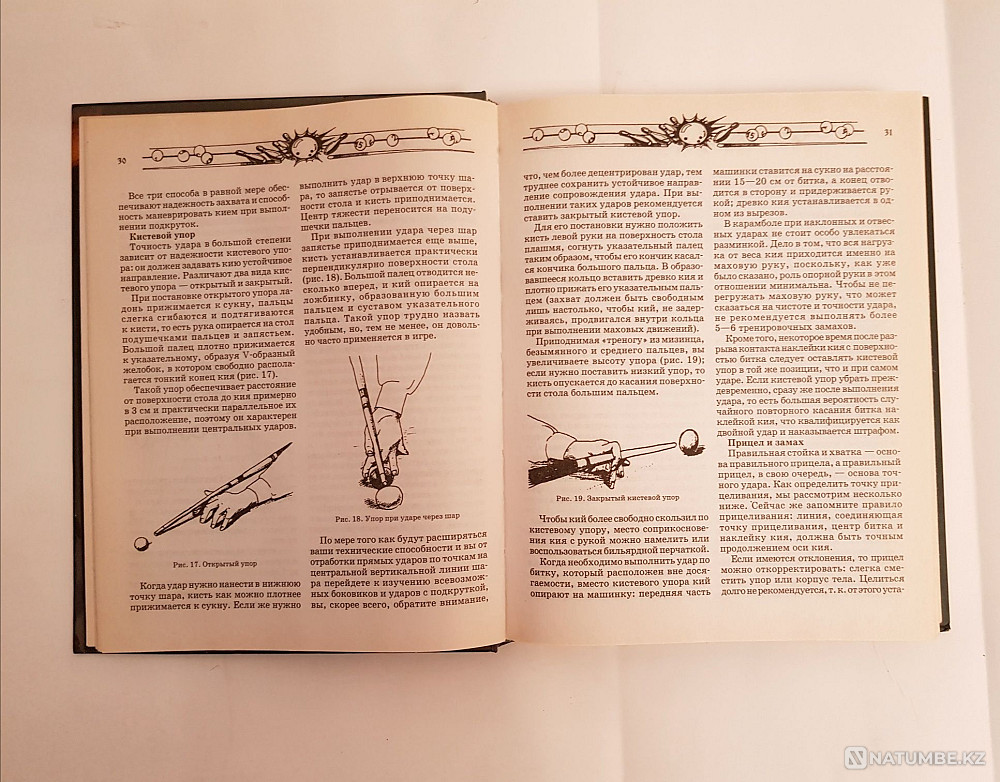 30
Все три способа в равной мере обес-
печивают надежность захвата и способ-
ность маневрировать кием при выпол-
нении подкруток.
Кистевой упор
Точность удара в большой степени
зависит от надежности кистевого упо-
ра: он должен задавать кию устойчивое
направление. Различают два вида кис-
тевого упора — открытый и закрытый.
При постановке открытого упора ла-
донь прижимается к сукну, пальцы
слегка сгибаются и подтягиваются
к кисти, то есть рука опирается на стол
подушечками пальцев и запястьем.
Большой палец плотно прижимается
к указательному, образуя V-образный
желобок, в котором свободно распола-
гается тонкий конец кия (рис. 17).
Такой упор обеспечивает расстояние
от поверхности стола до кия примерно
в 3 см и практически параллельное их
расположение, поэтому он характерен
при выполнении центральных ударов.
Рис. 17. Открытый упор
Когда удар нужно нанести в нижнюю
точку шара, кисть как можно плотнее
прижимается к сукну. Если же нужно
выполнить удар в верхнюю точку ша-
ра, то запястье отрывается от поверх-
ности стола и кисть приподнимается.
Центр тяжести переносится на поду-
шечки пальцев.
При выполнении удара через шар
запястье приподнимается еще выше,
кисть устанавливается практически
перпендикулярно поверхности стола
(рис. 18). Большой палец отводится не-
сколько вперед, и кий опирается на
ложбинку, образованную большим
пальцем и суставом указательного
пальца. Такой упор трудно назвать
удобным, но, тем не менее, он доволь-
но часто применяется в игре.
Рис. 18. Упор при ударе через шар
По мере того как будут расширяться
ваши технические способности и вы от
отработки прямых ударов по точкам на
центральной вертикальной линии ша-
ра перейдете к изучению всевозмож-
ных боковиков и ударов с подкруткой,
вы, скорее всего, обратите внимание,
31
что, чем более децентрирован удар, тем
труднее сохранить устойчивое направ-
ление сопровождения удара. При вы-
полнении таких ударов рекомендуется
ставить закрытый кистевой упор.
Для его постановки нужно положить
кисть левой руки на поверхность стола
плашмя, согнуть указательный палец
таким образом, чтобы его кончик касал-
ся кончика большого пальца. В образо-
вавшееся кольцо вставить древко кия и
плотно прижать его указательным паль-
цем (захват должен быть свободным
лишь настолько, чтобы кий, не задер-
живаясь, продвигался внутри кольца
при выполнении маховых движений).
Приподнимая «треногу» из мизинца,
безымянного и среднего пальцев, вы
увеличиваете высоту упора (рис. 19);
если нужно поставить низкий упор, то
кисть опускается до касания поверхно-
сти стола большим пальцем.
Рис. 19. Закрытый кистевой упор
Чтобы кий более свободно скользил по
кистевому упору, место соприкоснове-
ния кия с рукой можно намелить или
воспользоваться бильярдной перчаткой.
Когда необходимо выполнить удар по
битку, который расположен вне дося-
гаемости, вместо кистевого упора кий
опирают на машинку: передняя часть
машинки ставится на сукно на расстоя-
нии 15—20 см от битка, а конец отво-
дится в сторону и придерживается ру-
кой; древко кия устанавливается в од-
ном из вырезов.
В карамболе при наклонных и отвес-
ных ударах не стоит особо увлекаться
разминкой. Дело в том, что вся нагруз-
ка от веса кия приходится именно на
маховую руку, поскольку, как уже
было сказано, роль опорной руки в этом
отношении минимальна. Чтобы не пе-
регружать маховую руку, что может
сказаться на чистоте и точности удара,
не рекомендуется выполнять более
5—6 тренировочных замахов.
Кроме того, некоторое время после раз-
рыва контакта наклейки кия с поверхно-
стью битка следует оставлять кистевой
упор в той же позиции, что и при самом
ударе. Если кистевой упор убрать преж-
девременно, сразу же после выполнения
удара, то есть большая вероятность слу-
чайного повторного касания битка на-
клейкой кия, что квалифицируется как
двойной удар и наказывается штрафом.
Прицел и замах
Правильная стойка и хватка — осно-
ва правильного прицела, а правильный
прицел, в свою очередь, — основа точ-
ного удара. Как определить точку при-
целивания, мы рассмотрим несколько
ниже. Сейчас же запомните правило
прицеливания: линия, соединяющая
точку прицеливания, центр битка и
наклейку кия, должна быть точным
продолжением оси кия.
Если имеются отклонения, то прицел
можно откорректировать: слегка сме-
стить упор или корпус тела. Целиться
долго не рекомендуется, т. к. от этого уста-
NATUMBE.KZ